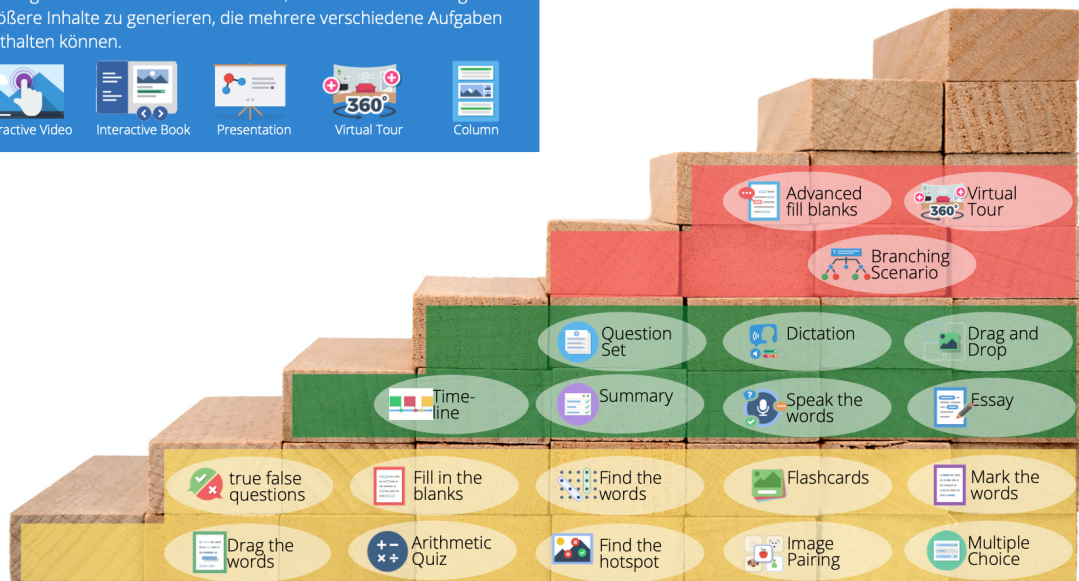 größere Inhalte zu generieren, die mehrere verschiedene Aufgaben
enthalten können.
Interactive Book
Presentation
360°
Virtual Tour
Column
Advanced
fill blanks
360°
Virtual
Tour
Branching
Scenario
Question
Set
Dictation
Drag and
Drop
Time-
line
Summary
Speak the
words
Essay
true false
questions
Fill in the
blanks
Find the
words
Flashcards
Mark the
words
Drag the
words
Arithmetic
Quiz
Find the
hotspot
Image
Pairing
Multiple
Choice